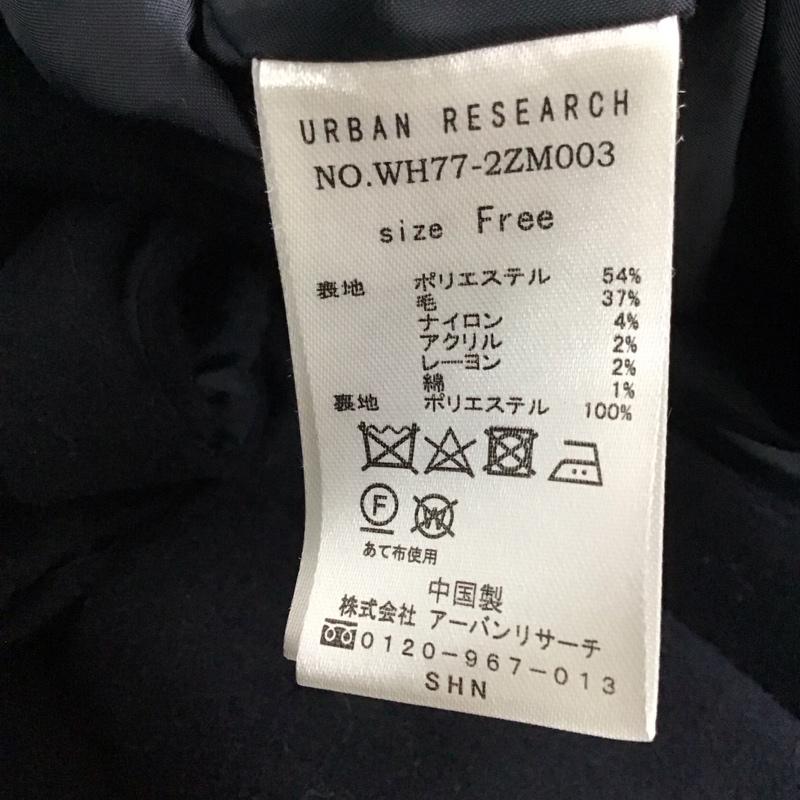 URBAN RESEARCH
NO.WH77-2ZM003
size Free
表地 ポリエステル 54%
毛 37%
ナイロン 4%
アクリル 2%
レーヨン 2%
綿 1%
裏地 ポリエステル 100%
F W
あて布使用
中国製
株式会社 アーバンリサーチ
0120-967-013
SHN